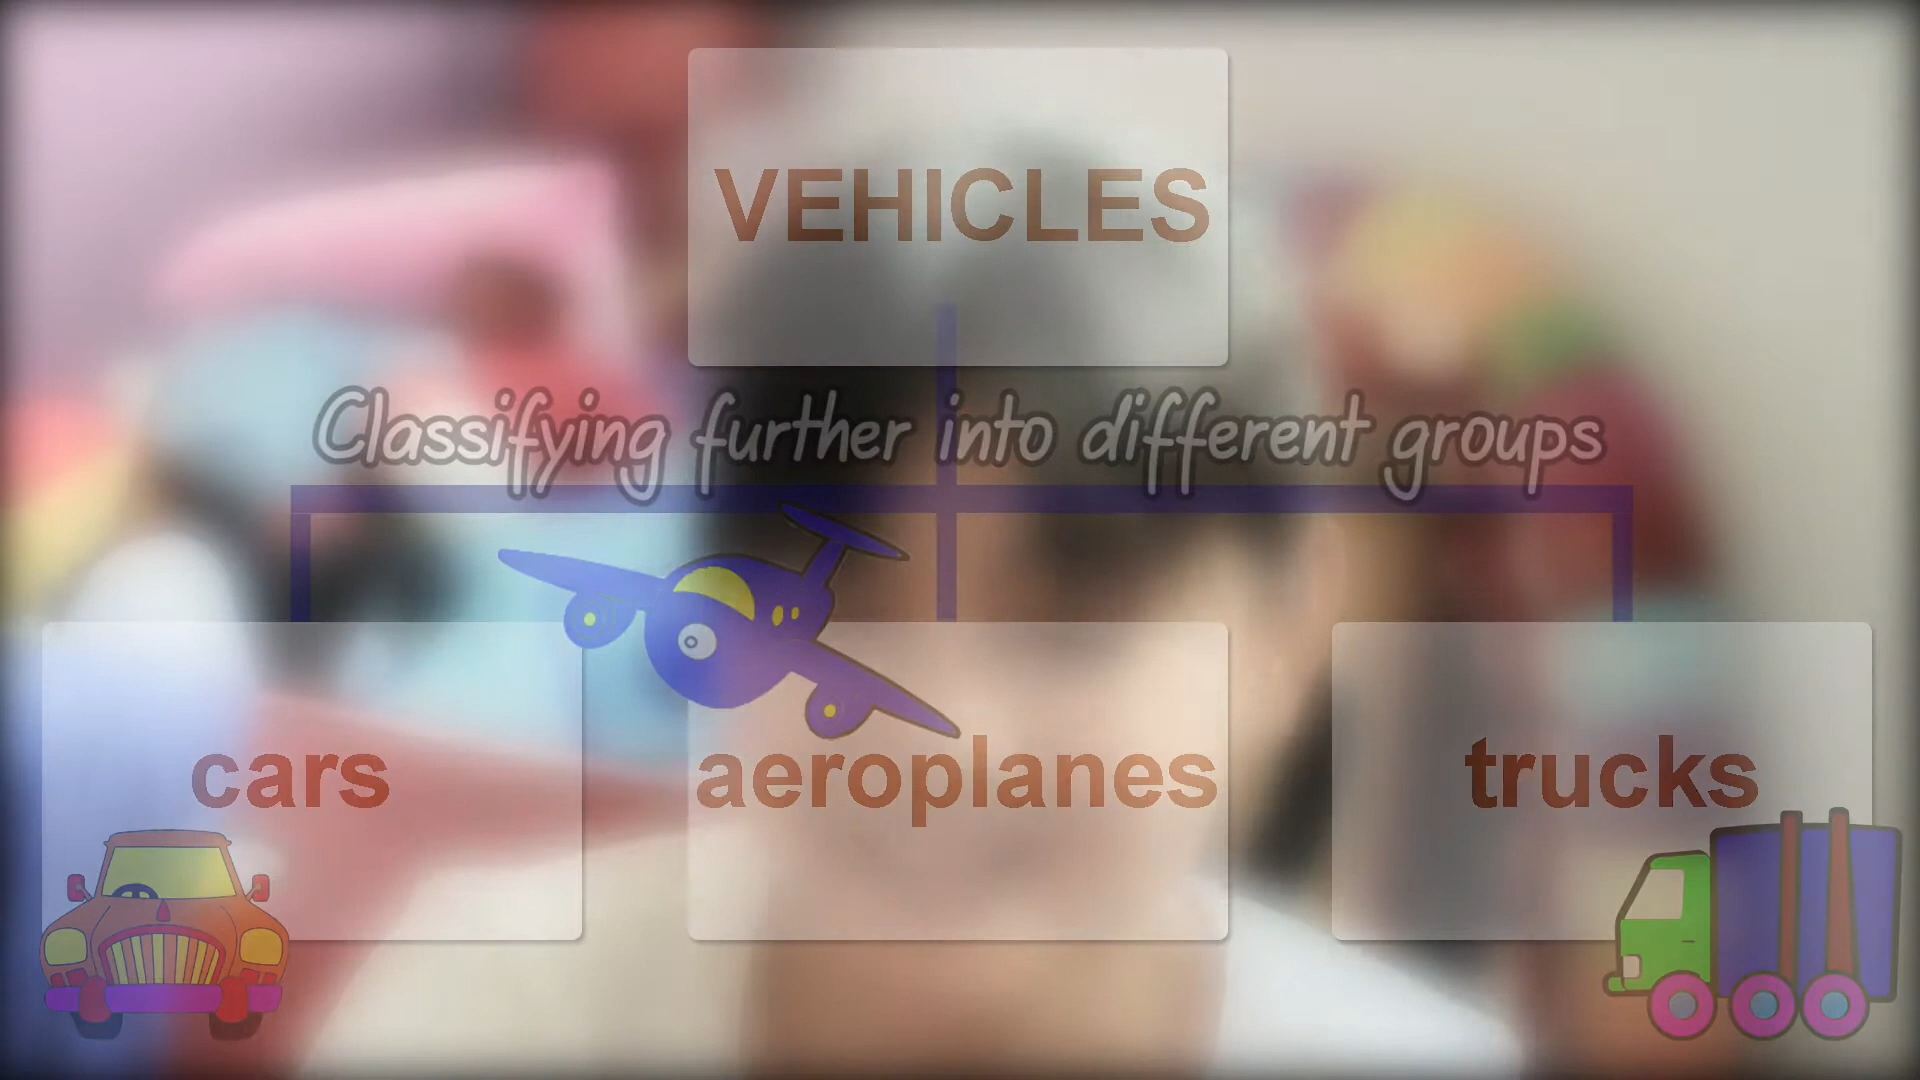 VEHICLES
Classifying further into different groups
cars
aeroplanes
trucks